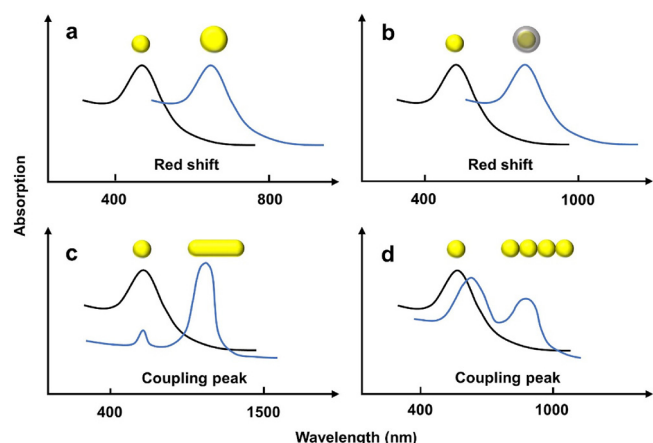 a
b
Red shift
Red shift
400
800
400
1000
Absorption
c
d
Coupling peak
Coupling peak
400
1500
400
1000
Wavelength (nm)